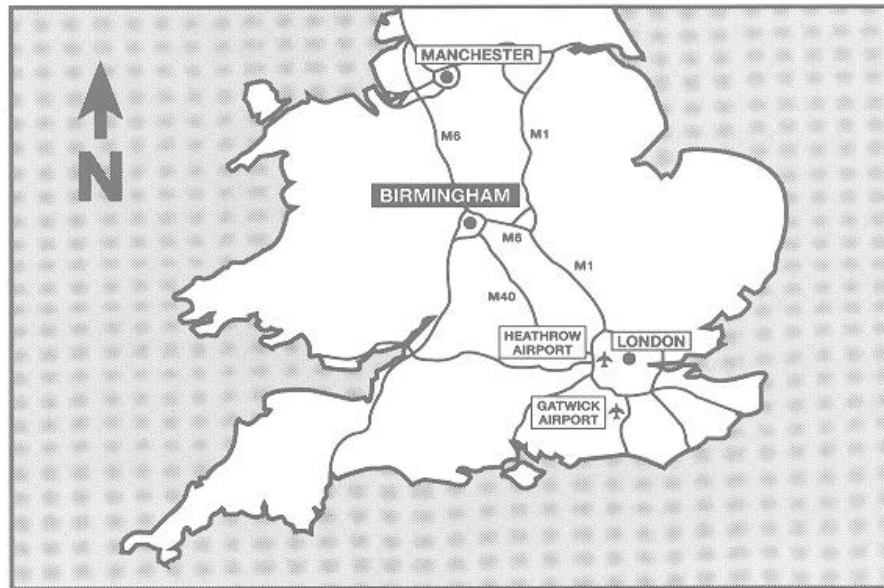 MANCHESTER
N
M6
M1
BIRMINGHAM
M6
M1
M40
HEATHROW
AIRPORT
LONDON
GATWICK
AIRPORT